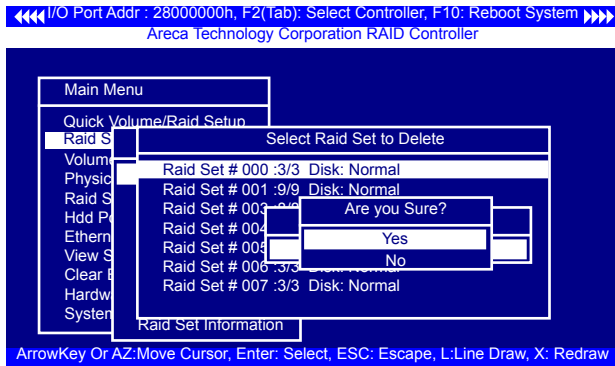 I/O Port Addr : 28000000h, F2(Tab): Select Controller, F10: Reboot System
Areca Technology Corporation RAID Controller
Main Menu
Quick Volume/Raid Setup
Raid S
Volum
Physic
Raid S
Hdd P
Ethern
View S
Clear
Hardw
System
Select Raid Set to Delete
Raid Set # 000 :3/3 Disk: Normal
Raid Set # 001 :9/9 Disk: Normal
Raid Set # 003
Raid Set # 004
Raid Set # 005
Raid Set # 006 :3/3 Disk: Normal
Raid Set # 007 :3/3 Disk: Normal
Are you Sure?
Yes
No
Raid Set Information
ArrowKey Or AZ:Move Cursor, Enter: Select, ESC: Escape, L:Line Draw, X: Redraw